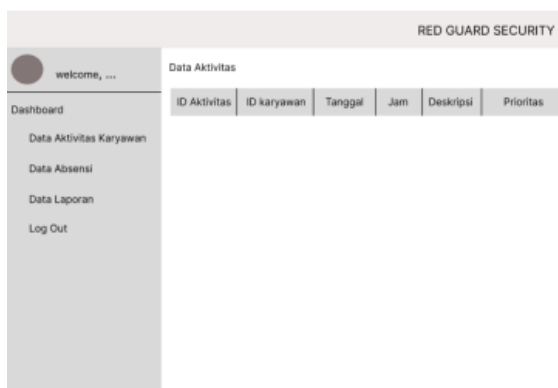 RED GUARD SECURITY
welcome, ...
Dashboard
Data Aktivitas Karyawan
Data Absensi
Data Laporan
Log Out
Data Aktivitas
ID Aktivitas ID karyawan Tanggal Jam Deskripsi Prioritas